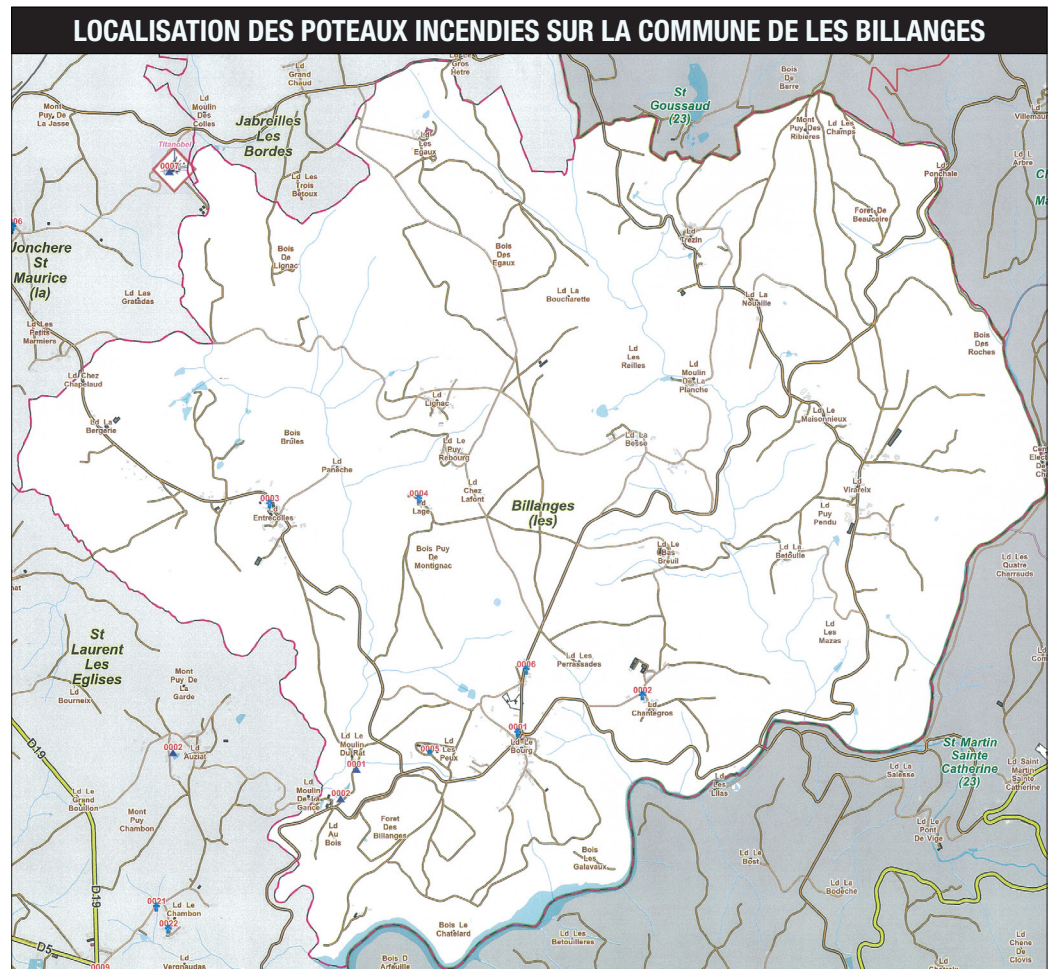 LOCALISATION DES POTEAUX INCENDIES SUR LA COMMUNE DE LES BILLANGES
Ld
Grand
Chaud
Gros
Hetre
Bois
De
Barre
St
Goussaud
(23)
Mont
Puy De
La Jasse
Ld
Moulin
Des
Colles
Jabreilles
Les
Bordes
Ld
Les
Egaux
Mont
Puy Des
Ribieres
Ld Les
Champs
Ld
Villemau
Titanobel
0007
Ld L
Arbre
Ld
Ponchale
Ld Les
Trois
Betoux
06
Jonchere
St
Maurice
(la)
Foret De
Beaucaire
Ld
Trezin
Bois
De
Lignac
Bois
Des
Egaux
Ld Las
Gratadas
Ld La
Boucharette
Ld La
Nouaille
Ld Les
Petits
Marmiers
Bois
Des
Roches
Ld
Les
Reilles
Ld Chez
Chapelaud
Ld
Moulin
De La
Planche
Ld
Lignac
Ld La
Bergerie
Ld Le
Maisonnieux
Bois
Brules
Ld Le
Puy
Rebourg
Ld La
Besse
Ld
Paneche
Ld
Chez
Lafont
Ld
Virareix
0003
Ld
Entrecolles
0004
Ld
Lage
Billanges
(les)
Ld
Puy
Pendu
Bois Puy
De
Montignac
Ld Le
Bas
Breuil
Ld La
Betoulle
Ld Les
Quatre
Charrauds
St
Laurent
Les
Eglises
Ld
Les
Mazas
Mont
Puy De
La Garde
Ld
Bourneix
0006
Ld Les
Perrassades
0002
Ld
Chantegros
0001
Ld Le
Bourg
D19
0002
Ld
Auziat
Ld Le
Moulin
Du Rat
0001
0005
Ld
Les
Peux
St Martin
Sainte
Catherine
(23)
Ld Saint
Martin
Sainte
Catherine
Ld La
Salesse
Ld
Les
Lilas
Ld Le
Grand
Bouillon
Ld
Moulin
De La
Gance
0002
Mont
Puy
Chambon
Ld
Au
Bois
Foret
Des
Billanges
Ld Le
Pont
De Vige
Bois
Les
Galavaux
Ld Le
Bost
Ld La
Bodeche
D19
0021
Ld Le
Chambon
0022
Bois Le
Chatelard
Ld Les
Betouilleres
Ld
Chene
De
Clovis
D5
0009
Ld
Vergnaudas
Bois D
Arfeuille